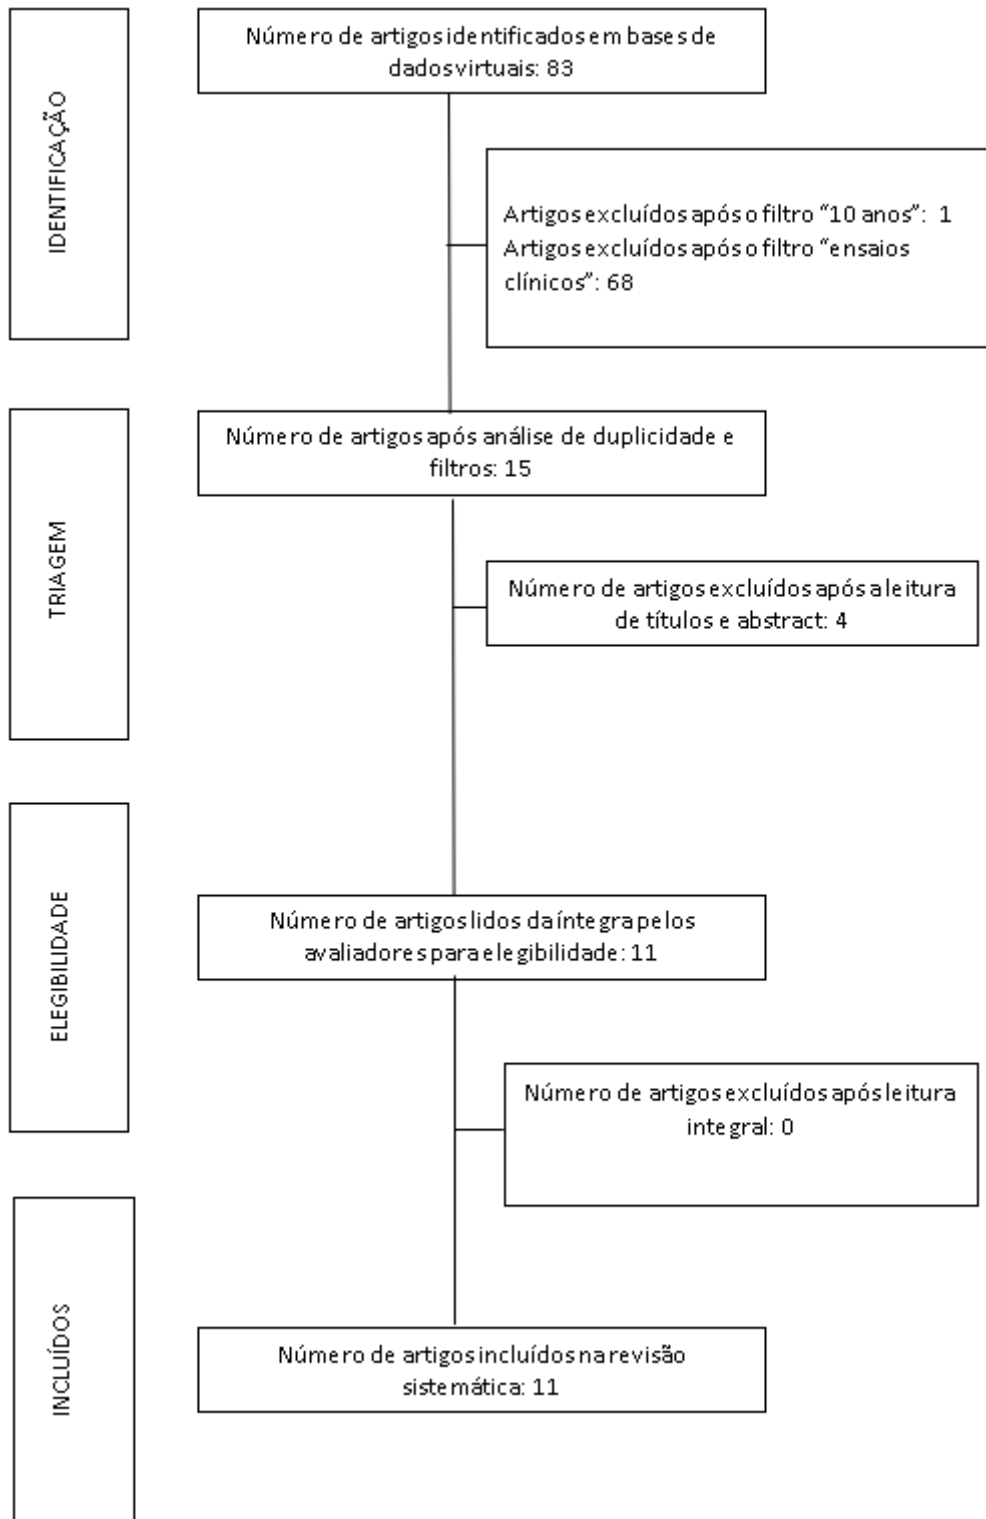 IDENTIFICAÇÃO
Número de artigos identificados em bases de
dados virtuais: 83
Artigos excluídos após o filtro “10 anos”: 1
Artigos excluídos após o filtro “ensaios
clínicos”: 68
TRIAGEM
Número de artigos após análise de duplicidade e
filtros: 15
Número de artigos excluídos após a leitura
de títulos e abstract: 4
ELEGIBILIDADE
Número de artigos lidos da íntegra pelos
avaliadores para elegibilidade: 11
Número de artigos excluídos após leitura
integral: 0
INCLUÍDOS
Número de artigos incluídos na revisão
sistemática: 11